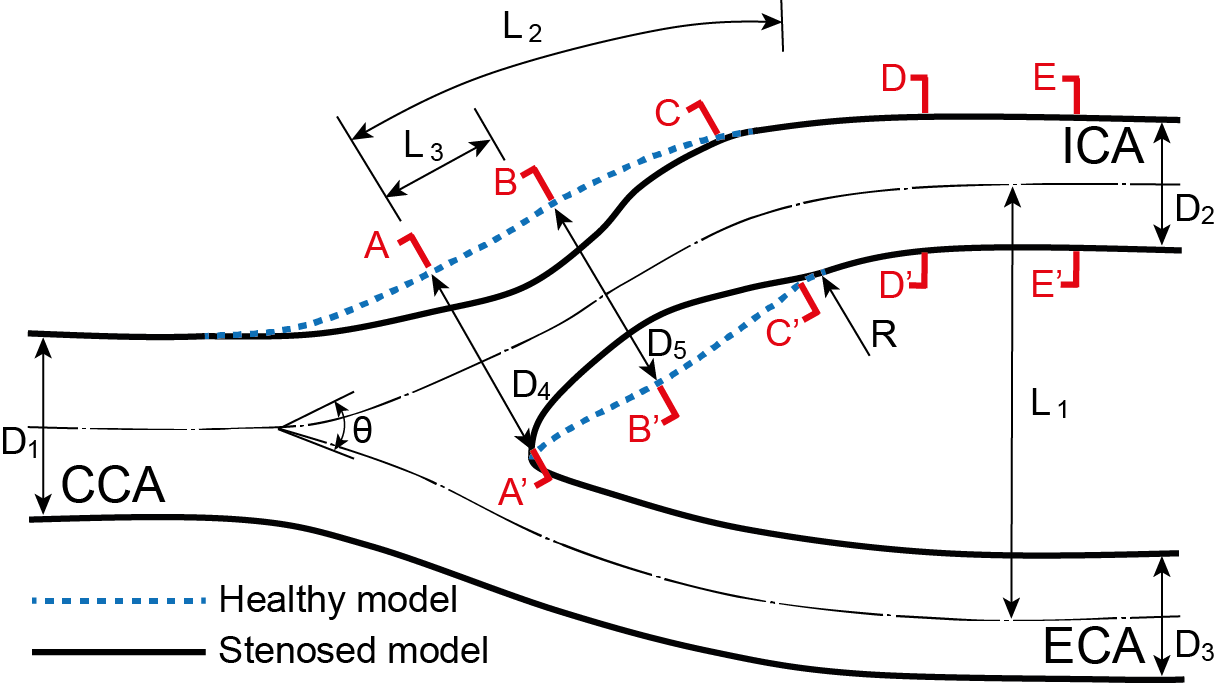 L2
L3
A
B
C
D
E
ICA
D2
D1
CCA
θ
D4
D5
A’
B’
C’
R
D’
E’
L1
ECA
D3
Healthy model
Stenosed model